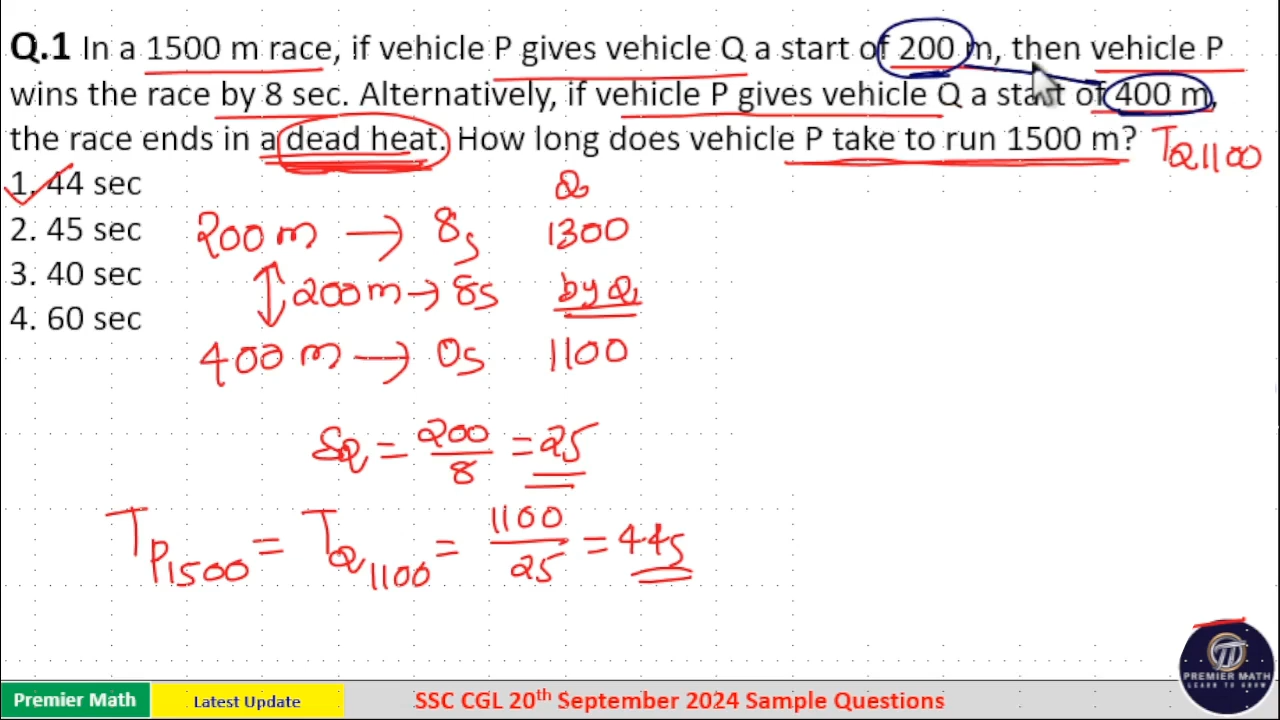 Q.1 In a 1500 m race, if vehicle P gives vehicle Q a start of 200 m, then vehicle P
wins the race by 8 sec. Alternatively, if vehicle P gives vehicle Q a start of 400 m,
the race ends in a dead heat. How long does vehicle P take to run 1500 m?
TQ1100
1. 44 sec
2. 45 sec
3. 40 sec
4. 60 sec
Q
200 m → 8s 1300
200 m → 8s by Q
400 m → 0s 1100
SQ = 200/8 = 25
TP1500 = TQ1100 = 1100/25 = 44s
PREMIER MATH
LEARN TO GROW
Premier Math
Latest Update
SSC CGL 20th September 2024 Sample Questions